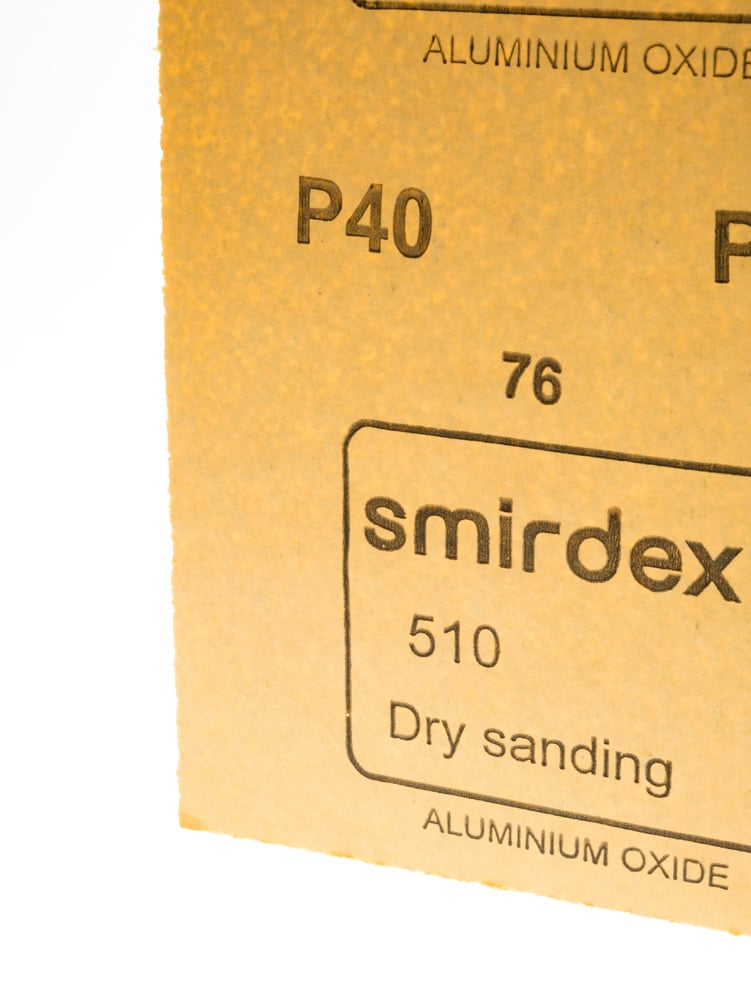 ALUMINIUM OXIDE
P40 P
76
smirdex
510
Dry sanding
ALUMINIUM OXIDE